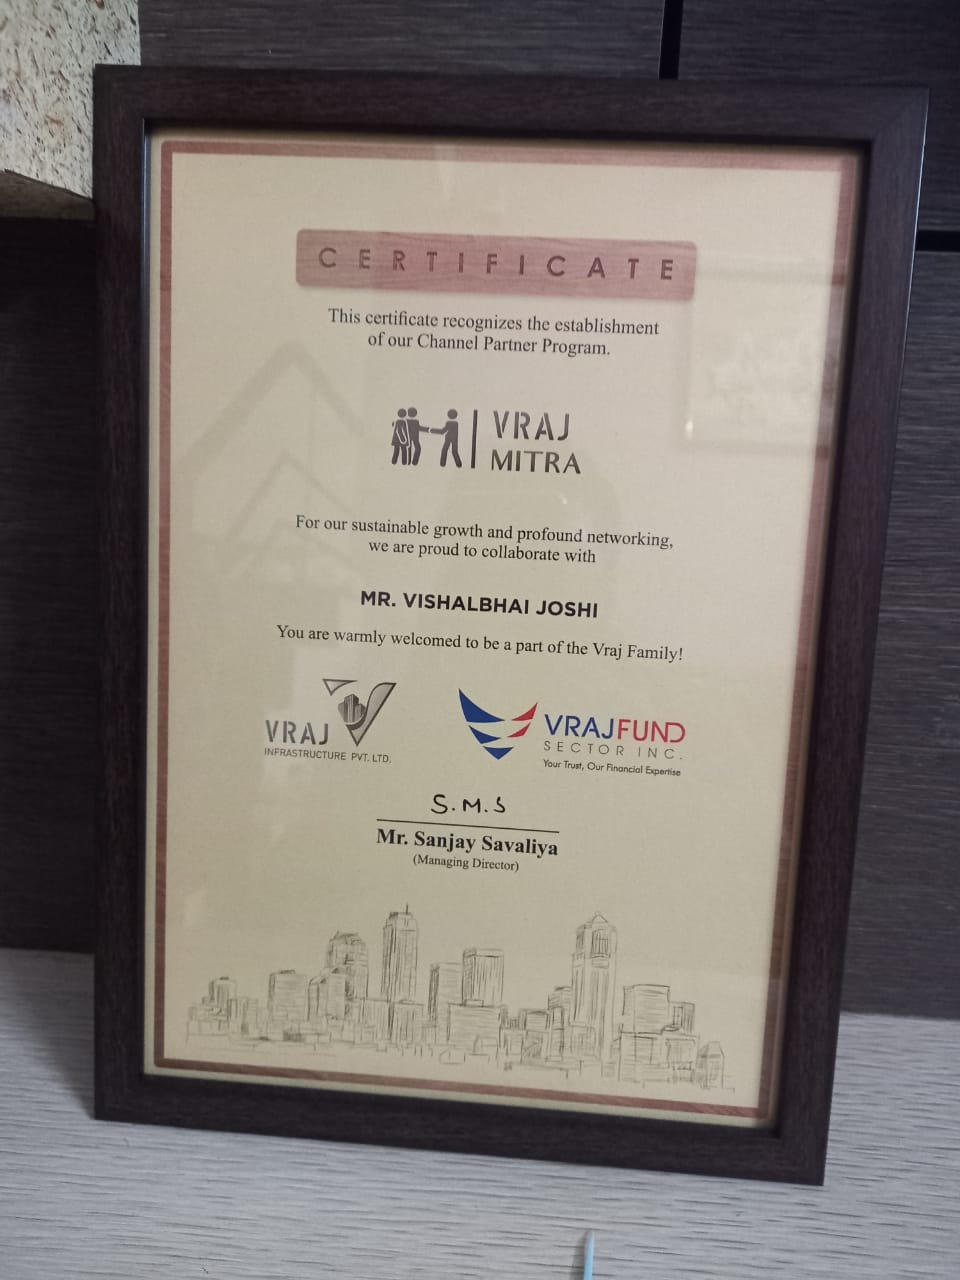 CERTIFICATE
This certificate recognizes the establishment
of our Channel Partner Program.
VRAJ
MITRA
For our sustainable growth and profound networking,
we are proud to collaborate with
MR. VISHALBHAI JOSHI
You are warmly welcomed to be a part of the Vraj Family!
VRAJ
INFRASTRUCTURE PVT. LTD.
VRAJFUND
SECTOR INC.
Your Trust, Our Financial Expertise
S.M.S
Mr. Sanjay Savaliya
(Managing Director)